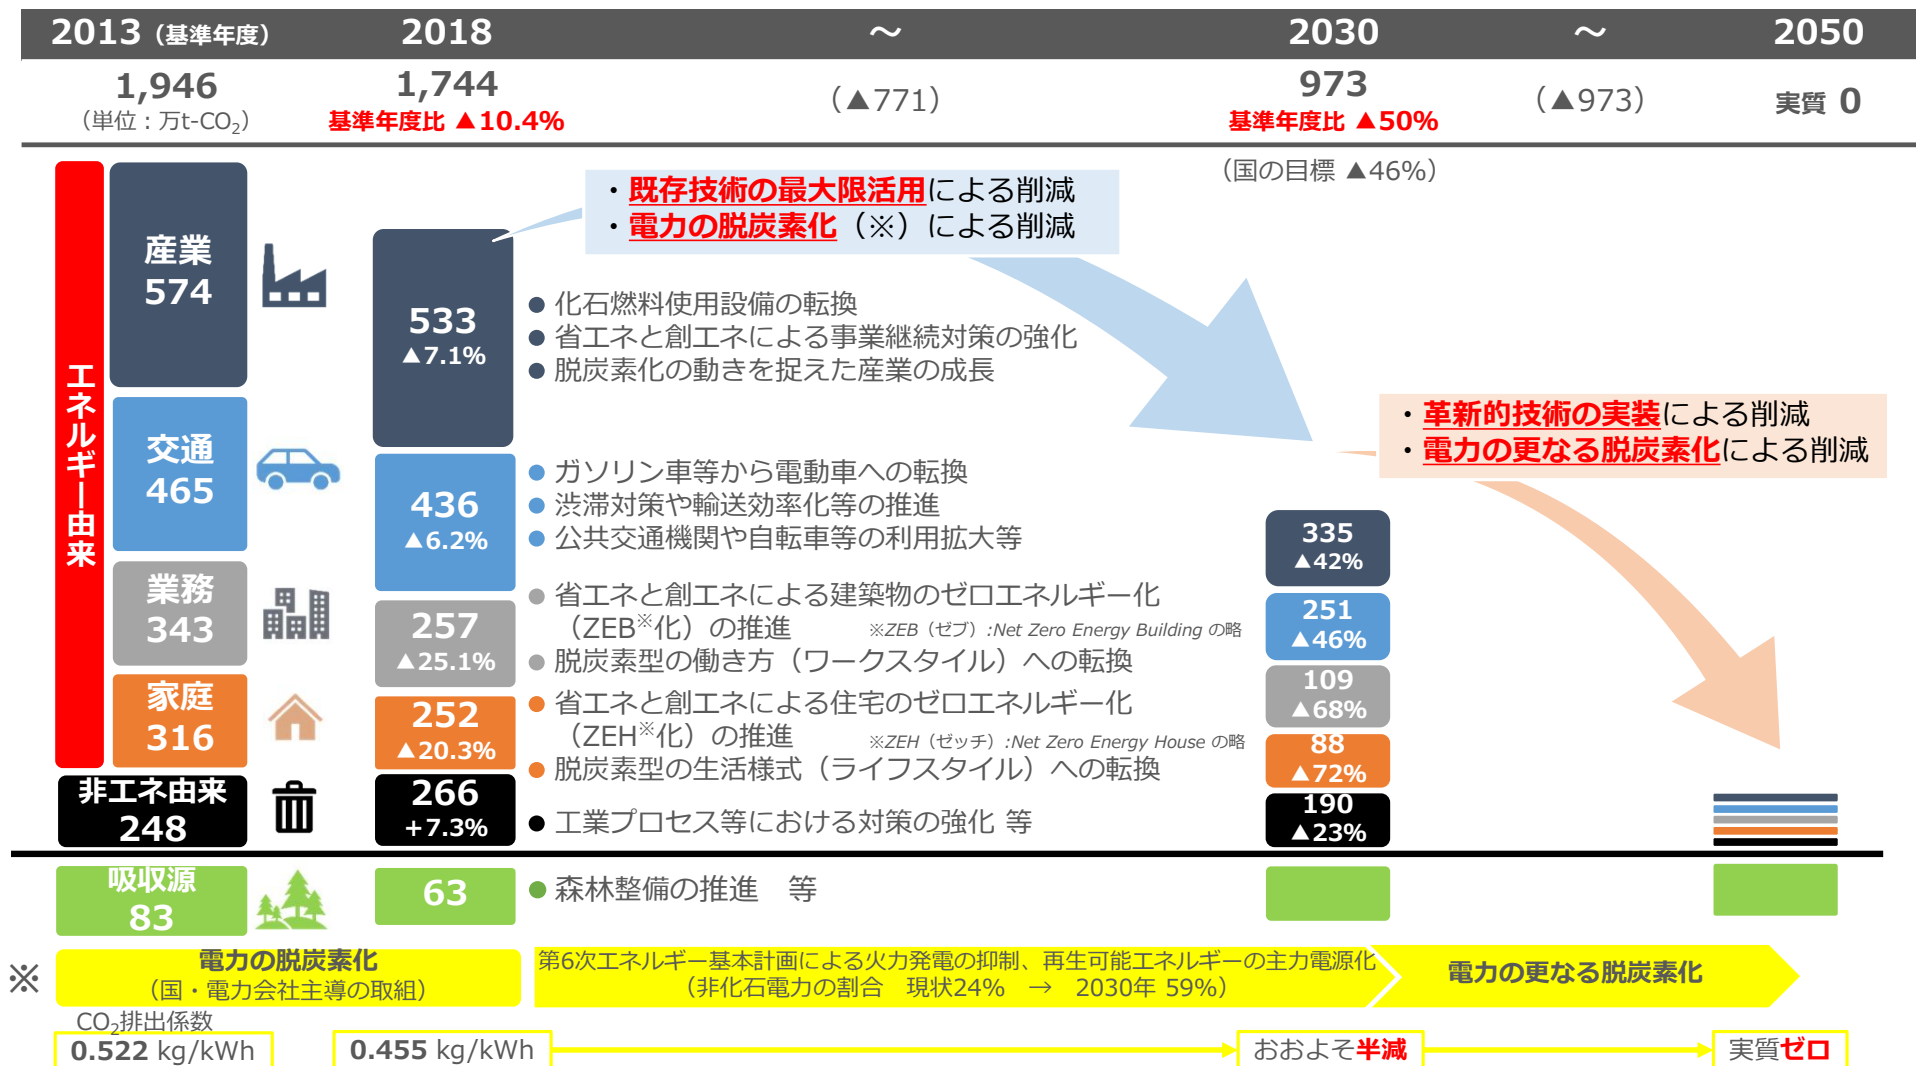 2013（基準年度） 2018 ～ 2030 ～ 2050
1,946 1,744 （▲771） 973 （▲973） 実質 0
（単位：万t-CO₂） 基準年度比 ▲10.4% 基準年度比 ▲50%
（国の目標 ▲46%）
・既存技術の最大限活用による削減
・電力の脱炭素化（※）による削減
・革新的技術の実装による削減
・電力の更なる脱炭素化による削減
エネルギー由来
産業
574
交通
465
業務
343
家庭
316
非エネ由来
248
吸収源
83
533
▲7.1%
436
▲6.2%
257
▲25.1%
252
▲20.3%
266
+7.3%
63
● 化石燃料使用設備の転換
● 省エネと創エネによる事業継続対策の強化
● 脱炭素化の動きを捉えた産業の成長
● ガソリン車等から電動車への転換
● 渋滞対策や輸送効率化等の推進
● 公共交通機関や自転車等の利用拡大等
● 省エネと創エネによる建築物のゼロエネルギー化
（ZEB※化）の推進 ※ZEB（ゼブ）:Net Zero Energy Building の略
● 脱炭素型の働き方（ワークスタイル）への転換
● 省エネと創エネによる住宅のゼロエネルギー化
（ZEH※化）の推進 ※ZEH（ゼッチ）:Net Zero Energy House の略
● 脱炭素型の生活様式（ライフスタイル）への転換
● 工業プロセス等における対策の強化 等
● 森林整備の推進　等
335
▲42%
251
▲46%
109
▲68%
88
▲72%
190
▲23%
※
電力の脱炭素化
（国・電力会社主導の取組）
第6次エネルギー基本計画による火力発電の抑制、再生可能エネルギーの主力電源化
（非化石電力の割合　現状24%　→　2030年 59%）
電力の更なる脱炭素化
CO₂排出係数
0.522 kg/kWh 0.455 kg/kWh おおよそ半減 実質ゼロ